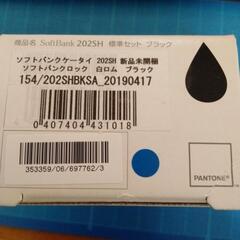 商品名 SoftBank 202SH 標準セット ブラック
ソフトバンクケータイ 202SH 新品未開梱
ソフトバンクロック 白ロム ブラック
154/202SHBKSA_20190417
0407404431018
353359/06/697762/3
PANTONE®